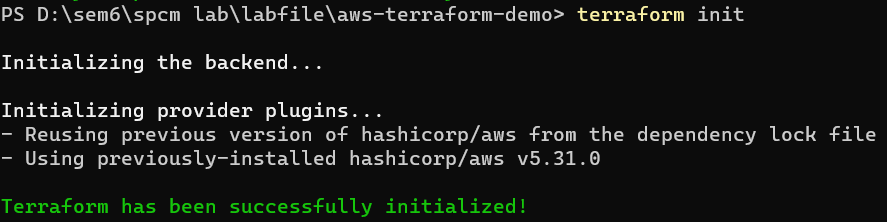 PS D:\sem6\spcm lab\labfile\aws-terraform-demo> terraform init
Initializing the backend...
Initializing provider plugins...
- Reusing previous version of hashicorp/aws from the dependency lock file
- Using previously-installed hashicorp/aws v5.31.0
Terraform has been successfully initialized!